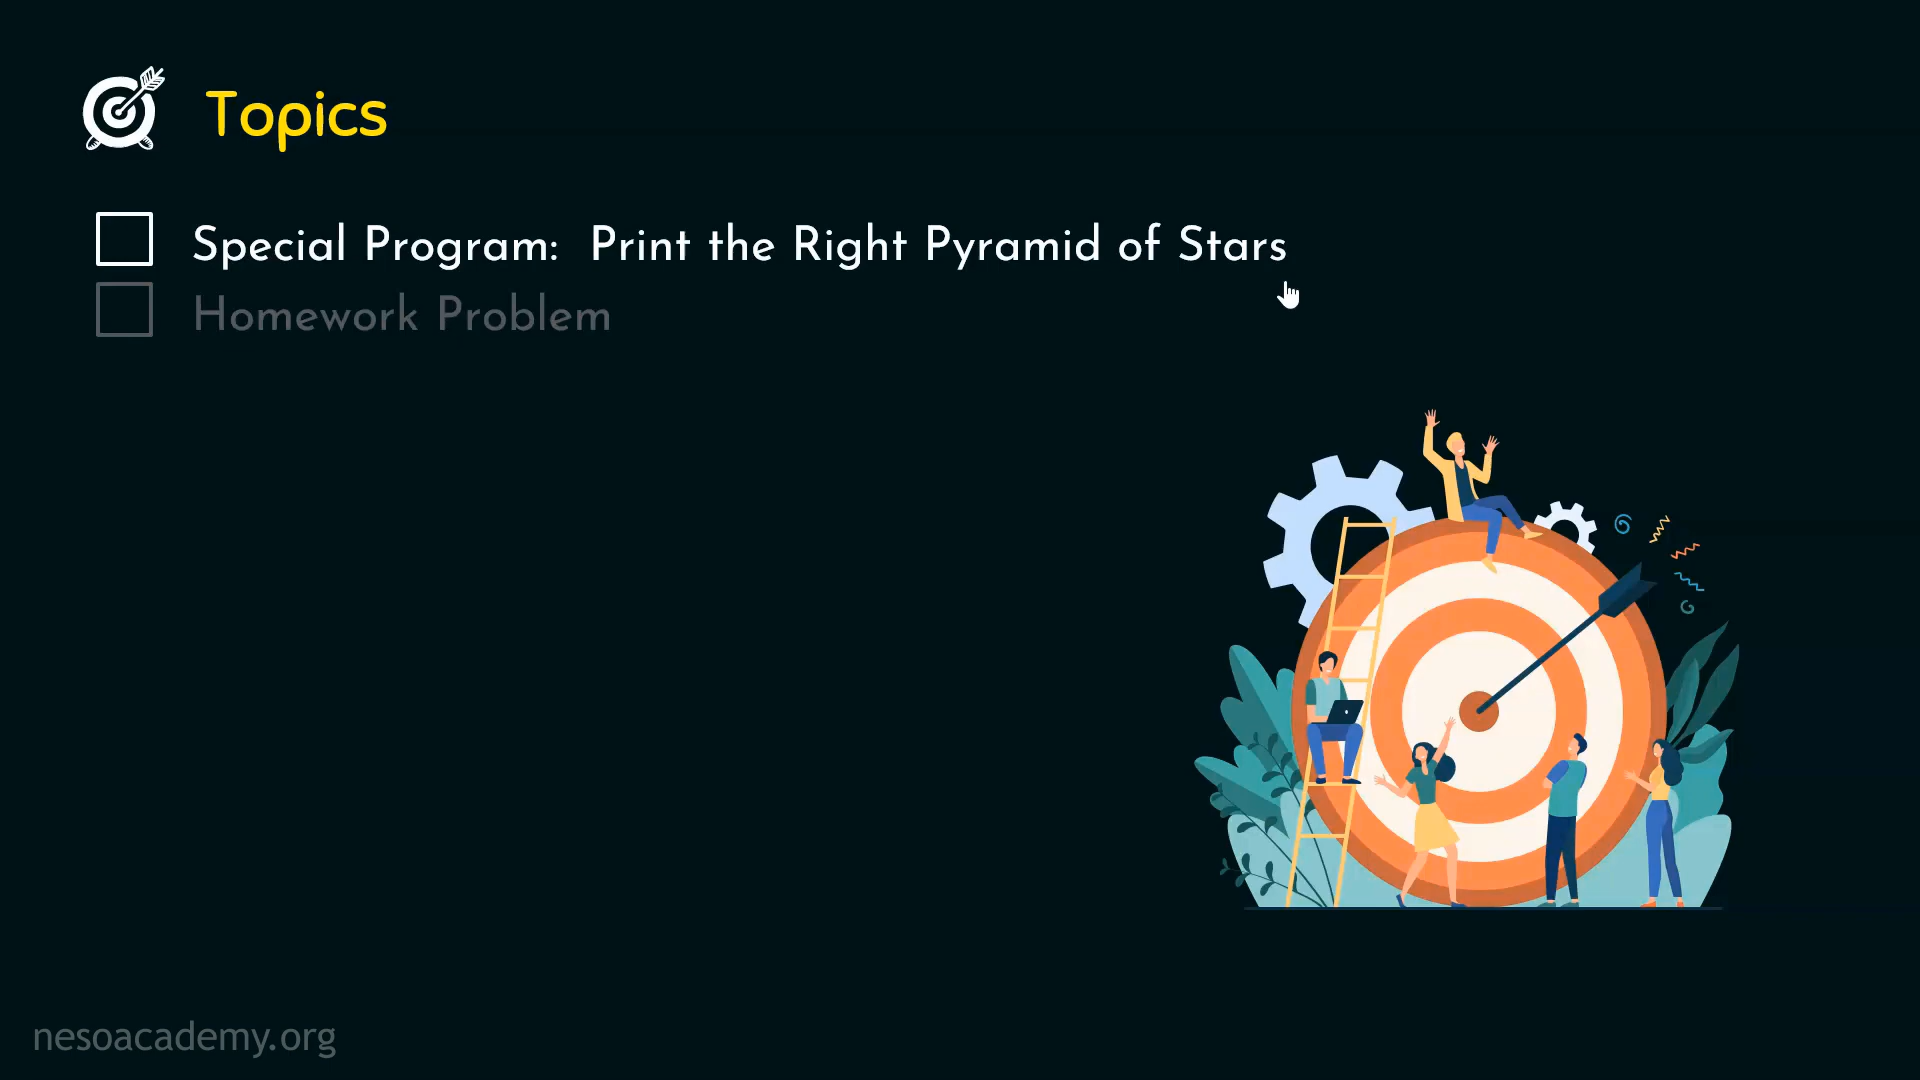 Topics
Special Program: Print the Right Pyramid of Stars
Homework Problem
nesoacademy.org